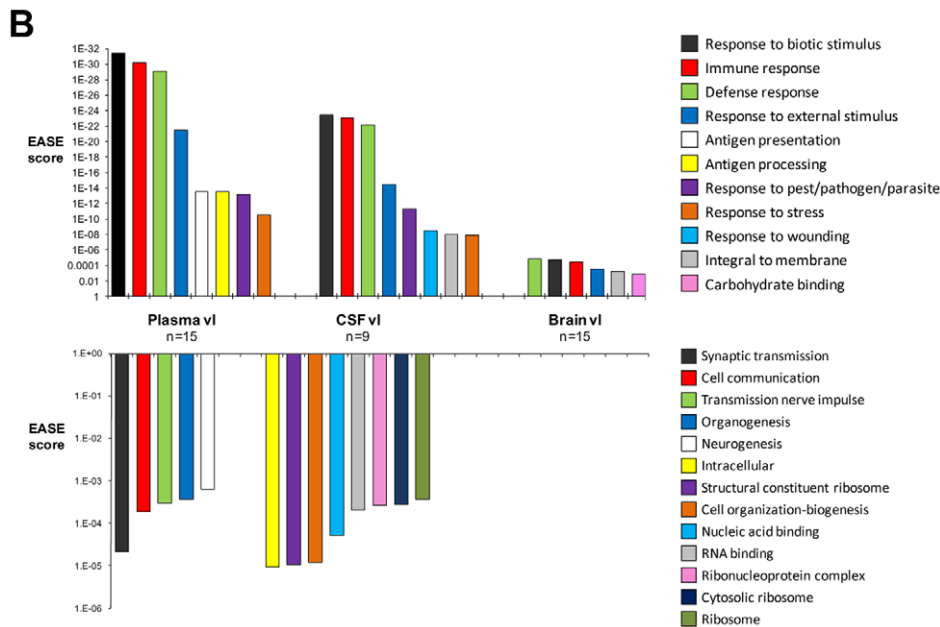 B
1E-32
1E-30
1E-28
1E-26
1E-24
1E-22
1E-20
1E-18
1E-16
1E-14
1E-12
1E-10
1E-08
1E-06
0.0001
0.01
1
EASE
score
Plasma vl
n=15
CSF vl
n=9
Brain vl
n=15
Response to biotic stimulus
Immune response
Defense response
Response to external stimulus
Antigen presentation
Antigen processing
Response to pest/pathogen/parasite
Response to stress
Response to wounding
Integral to membrane
Carbohydrate binding
1.E+00
1.E-01
1.E-02
1.E-03
1.E-04
1.E-05
1.E-06
EASE
score
Synaptic transmission
Cell communication
Transmission nerve impulse
Organogenesis
Neurogenesis
Intracellular
Structural constituent ribosome
Cell organization-biogenesis
Nucleic acid binding
RNA binding
Ribonucleoprotein complex
Cytosolic ribosome
Ribosome